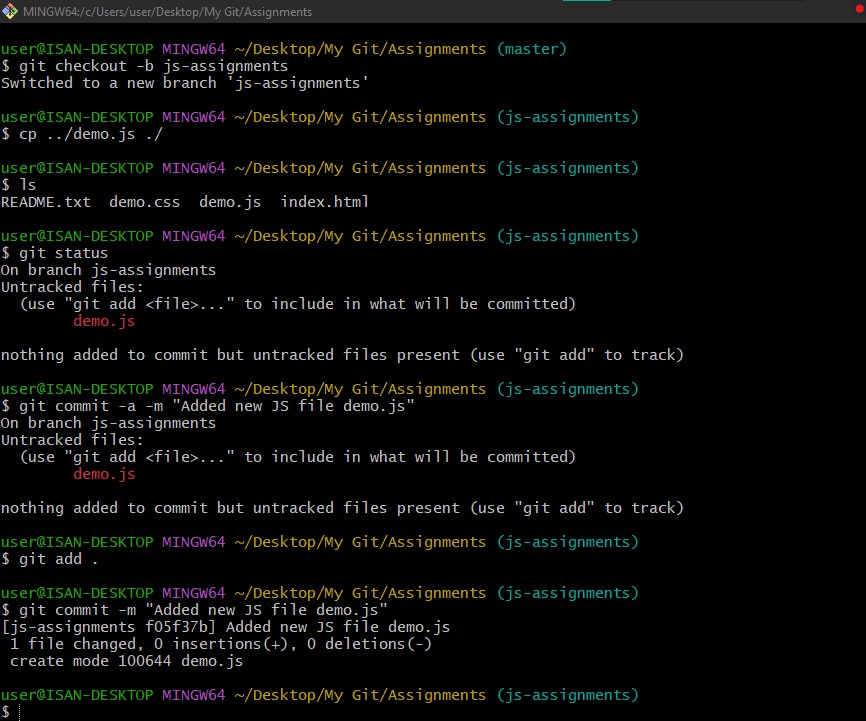 MINGW64:/c/Users/user/Desktop/My Git/Assignments
user@ISAN-DESKTOP MINGW64 ~/Desktop/My Git/Assignments (master)
$ git checkout -b js-assignments
Switched to a new branch 'js-assignments'
user@ISAN-DESKTOP MINGW64 ~/Desktop/My Git/Assignments (js-assignments)
$ cp ../demo.js ./
user@ISAN-DESKTOP MINGW64 ~/Desktop/My Git/Assignments (js-assignments)
$ ls
README.txt  demo.css  demo.js  index.html
user@ISAN-DESKTOP MINGW64 ~/Desktop/My Git/Assignments (js-assignments)
$ git status
On branch js-assignments
Untracked files:
  (use "git add <file>..." to include in what will be committed)
        demo.js
nothing added to commit but untracked files present (use "git add" to track)
user@ISAN-DESKTOP MINGW64 ~/Desktop/My Git/Assignments (js-assignments)
$ git commit -a -m "Added new JS file demo.js"
On branch js-assignments
Untracked files:
  (use "git add <file>..." to include in what will be committed)
        demo.js
nothing added to commit but untracked files present (use "git add" to track)
user@ISAN-DESKTOP MINGW64 ~/Desktop/My Git/Assignments (js-assignments)
$ git add .
user@ISAN-DESKTOP MINGW64 ~/Desktop/My Git/Assignments (js-assignments)
$ git commit -m "Added new JS file demo.js"
[js-assignments f05f37b] Added new JS file demo.js
 1 file changed, 0 insertions(+), 0 deletions(-)
 create mode 100644 demo.js
user@ISAN-DESKTOP MINGW64 ~/Desktop/My Git/Assignments (js-assignments)
$